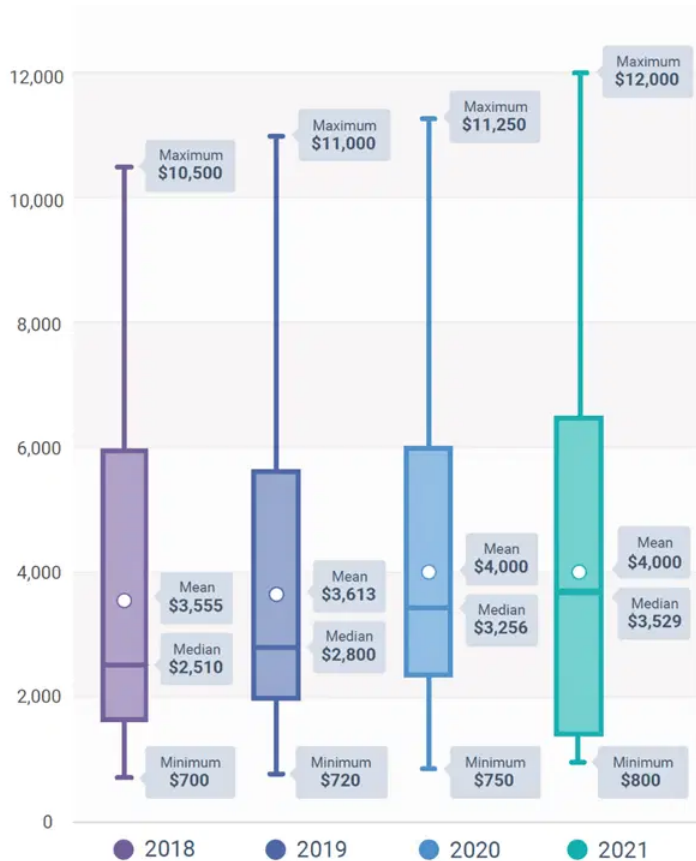 12,000
10,000
8,000
6,000
4,000
2,000
0
Maximum
$10,500
Mean
$3,555
Median
$2,510
Minimum
$700
Maximum
$11,000
Mean
$3,613
Median
$2,800
Minimum
$720
Maximum
$11,250
Mean
$4,000
Median
$3,256
Minimum
$750
Maximum
$12,000
Mean
$4,000
Median
$3,529
Minimum
$800
2018
2019
2020
2021